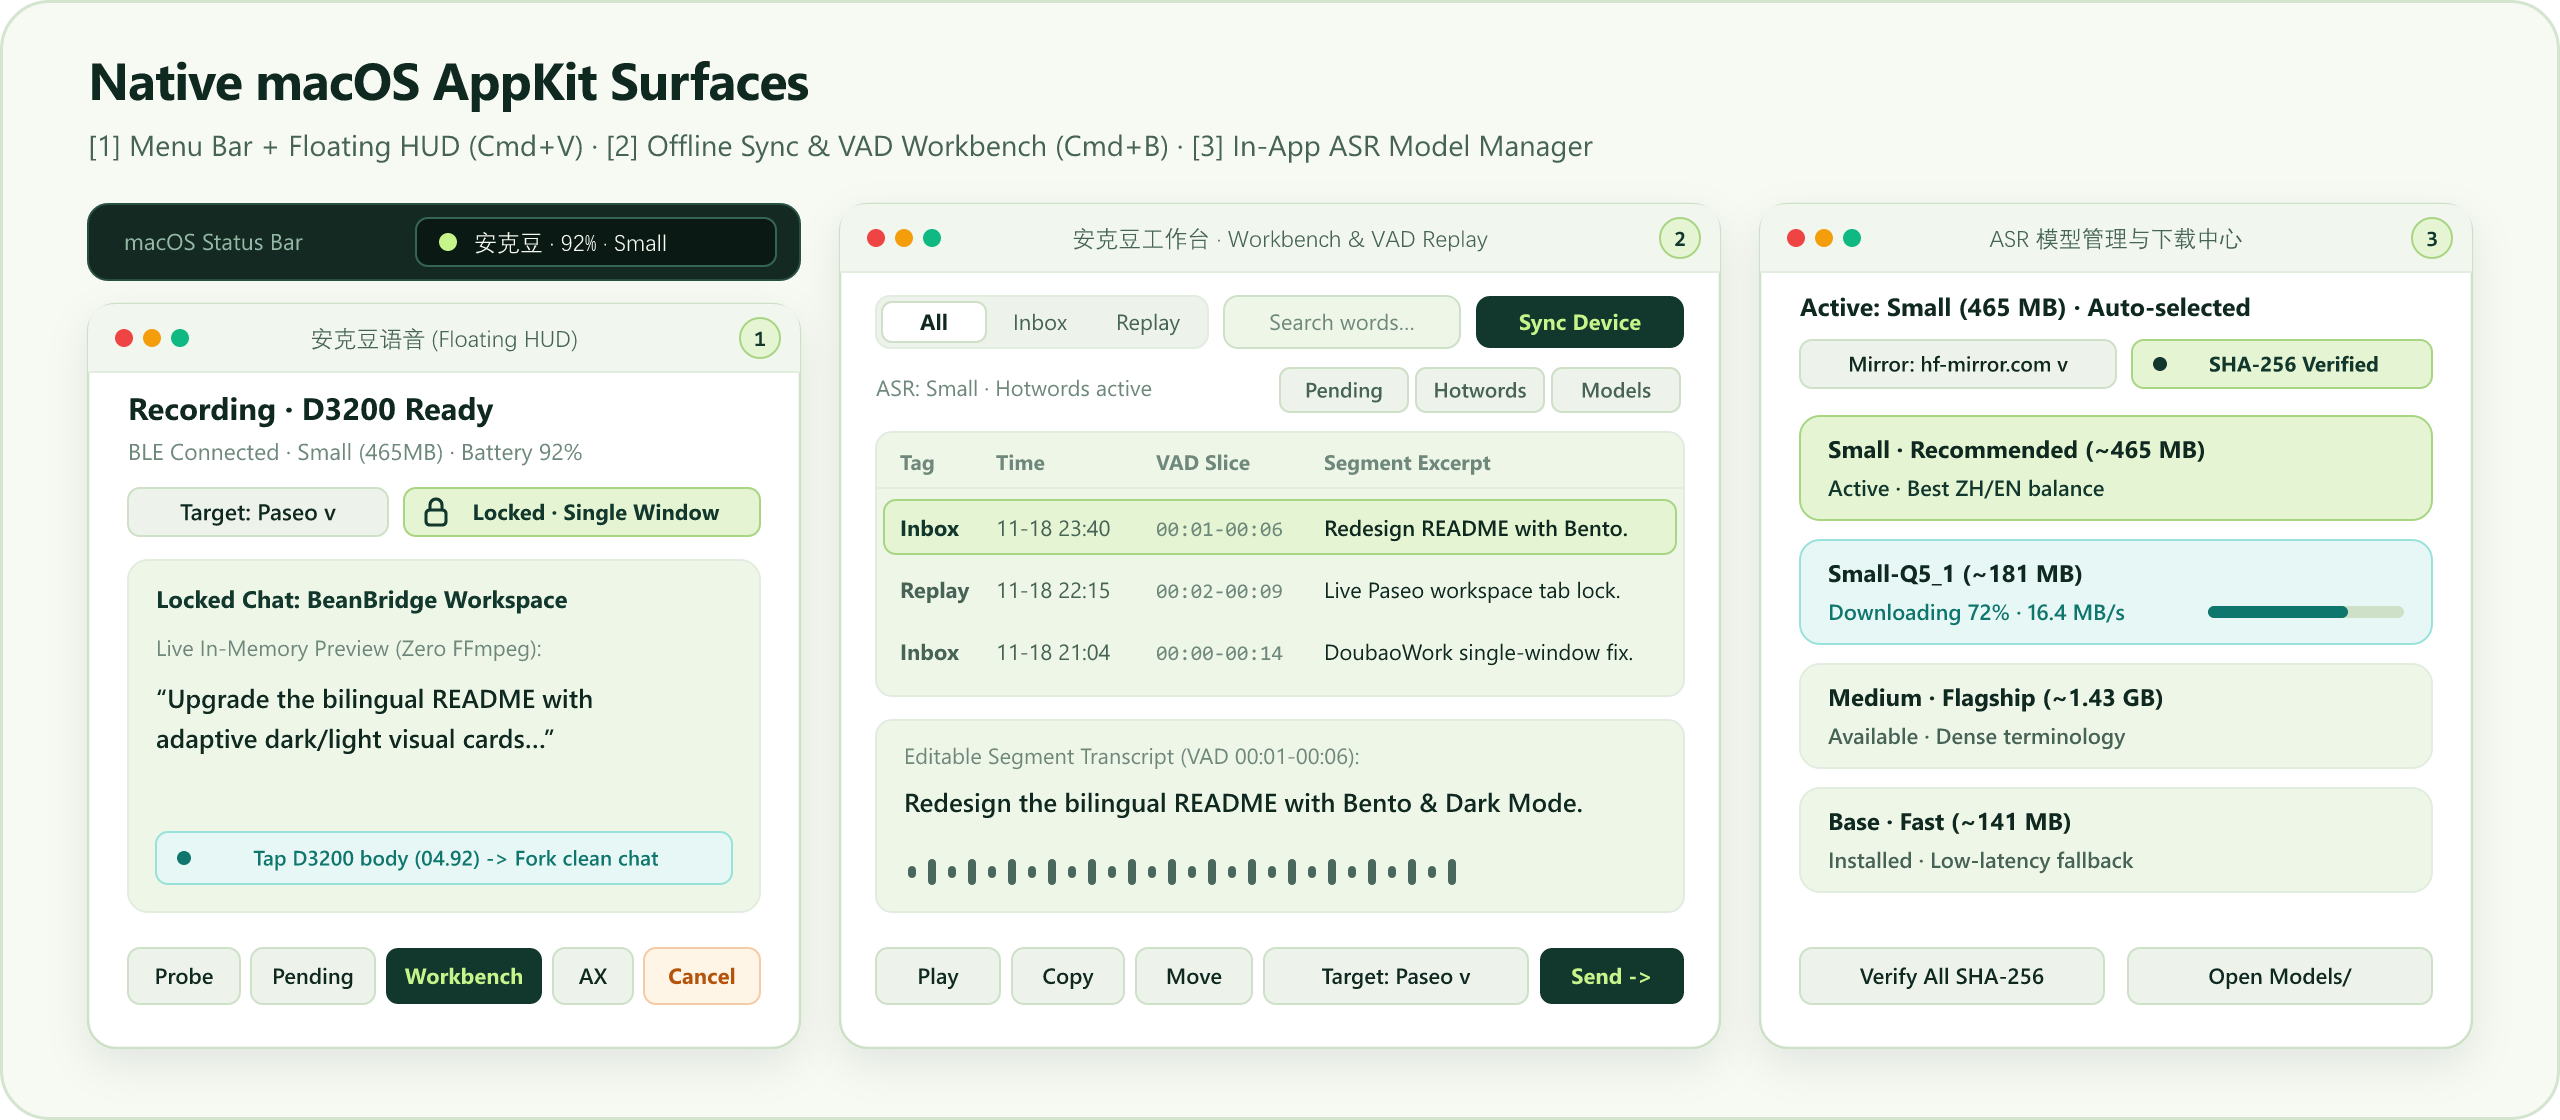 Native macOS AppKit Surfaces
[1] Menu Bar + Floating HUD (Cmd+V) · [2] Offline Sync & VAD Workbench (Cmd+B) · [3] In-App ASR Model Manager
macOS Status Bar
安克豆 · 92% · Small
安克豆语音 (Floating HUD)
1
Recording · D3200 Ready
BLE Connected · Small (465MB) · Battery 92%
Target: Paseo v
Locked · Single Window
Locked Chat: BeanBridge Workspace
Live In-Memory Preview (Zero FFmpeg):
“Upgrade the bilingual README with
adaptive dark/light visual cards...”
Tap D3200 body (04.92) -> Fork clean chat
Probe
Pending
Workbench
AX
Cancel
安克豆工作台 · Workbench & VAD Replay
2
All
Inbox
Replay
Search words...
Sync Device
ASR: Small · Hotwords active
Pending
Hotwords
Models
Tag Time VAD Slice Segment Excerpt
Inbox 11-18 23:40 00:01-00:06 Redesign README with Bento.
Replay 11-18 22:15 00:02-00:09 Live Paseo workspace tab lock.
Inbox 11-18 21:04 00:00-00:14 DoubaoWork single-window fix.
Editable Segment Transcript (VAD 00:01-00:06):
Redesign the bilingual README with Bento & Dark Mode.
Play
Copy
Move
Target: Paseo v
Send ->
ASR 模型管理与下载中心
3
Active: Small (465 MB) · Auto-selected
Mirror: hf-mirror.com v
SHA-256 Verified
Small · Recommended (~465 MB)
Active · Best ZH/EN balance
Small-Q5_1 (~181 MB)
Downloading 72% · 16.4 MB/s
Medium · Flagship (~1.43 GB)
Available · Dense terminology
Base · Fast (~141 MB)
Installed · Low-latency fallback
Verify All SHA-256
Open Models/